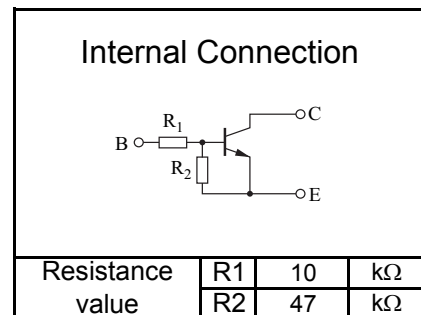 Internal Connection
C
R1
B
R2
E
Resistance value R1 10 kΩ
R2 47 kΩ